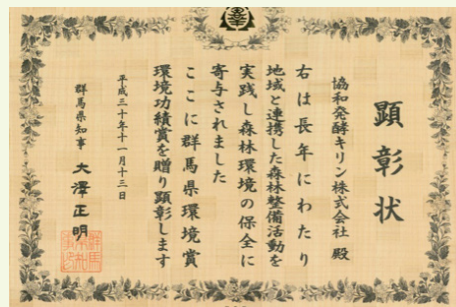 顕彰状
協和発酵キリン株式会社 殿
右は長年にわたり
地域と連携した森林整備活動を
実践し森林環境の保全に
寄与されました
ここに群馬県環境賞
環境功績賞を贈り顕彰します
平成三十年十一月十三日
群馬県知事 大澤正明